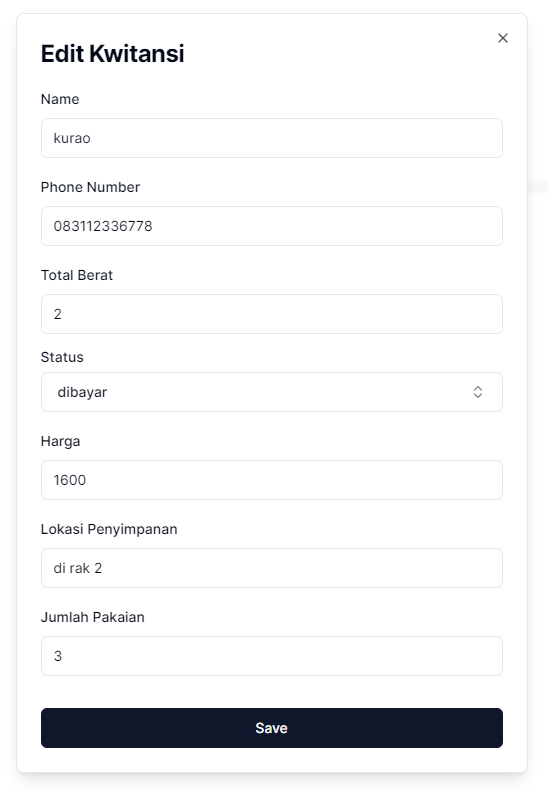 Edit Kwitansi
Name
kurao
Phone Number
083112336778
Total Berat
2
Status
dibayar
Harga
1600
Lokasi Penyimpanan
di rak 2
Jumlah Pakaian
3
Save